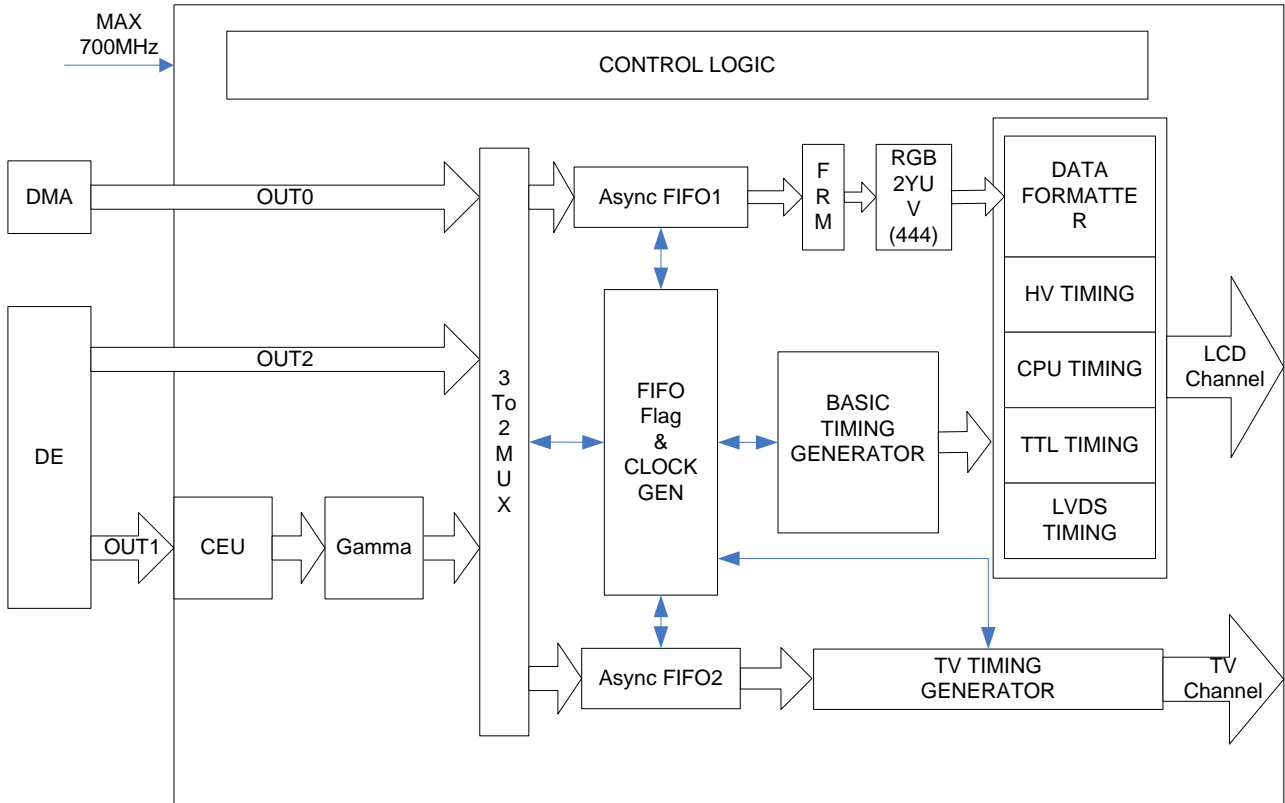 MAX
700MHz
CONTROL LOGIC
DMA
OUT0
DE
OUT2
OUT1
CEU
Gamma
3
To
2
M
U
X
Async FIFO1
F
R
M
RGB
2YU
V
(444)
DATA
FORMATTE
R
HV TIMING
CPU TIMING
TTL TIMING
LVDS
TIMING
LCD
Channel
FIFO
Flag
&
CLOCK
GEN
BASIC
TIMING
GENERATOR
Async FIFO2
TV TIMING
GENERATOR
TV
Channel